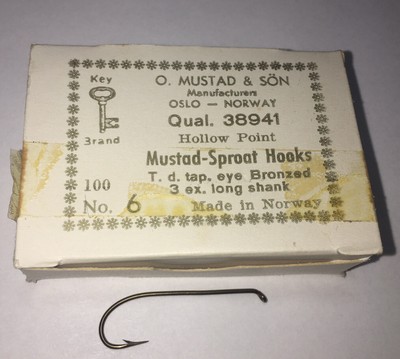 Key
Brand
O. MUSTAD & SÖN
Manufacturers
OSLO — NORWAY
Qual. 38941
Hollow Point
Mustad-Sproat Hooks
T. d. tap. eye Bronzed
3 ex. long shank
100
No. 6
Made in Norway